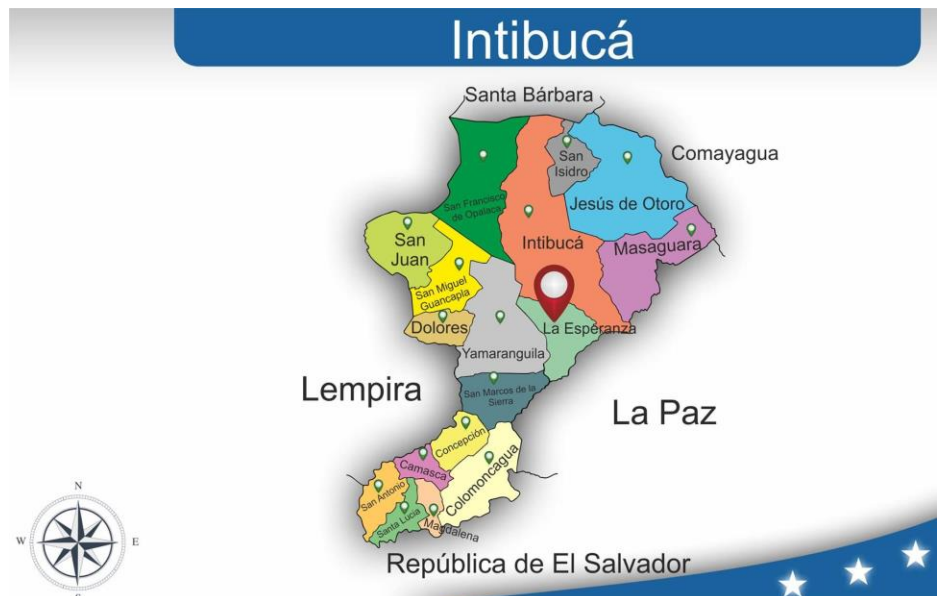 Intibucá
Santa Bárbara
Comayagua
San
Isidro
Jesús de Otoro
San Francisco
de Opalaca
San
Juan
Intibucá
Masaguara
San Miguel
Guancapla
Dolores
La Esperanza
Yamaranguila
Lempira
San Marcos de la
Sierra
La Paz
Concepción
Camasca
Colomoncagua
San Antonio
Santa Lucia
Magdalena
República de El Salvador
N
W
E
S